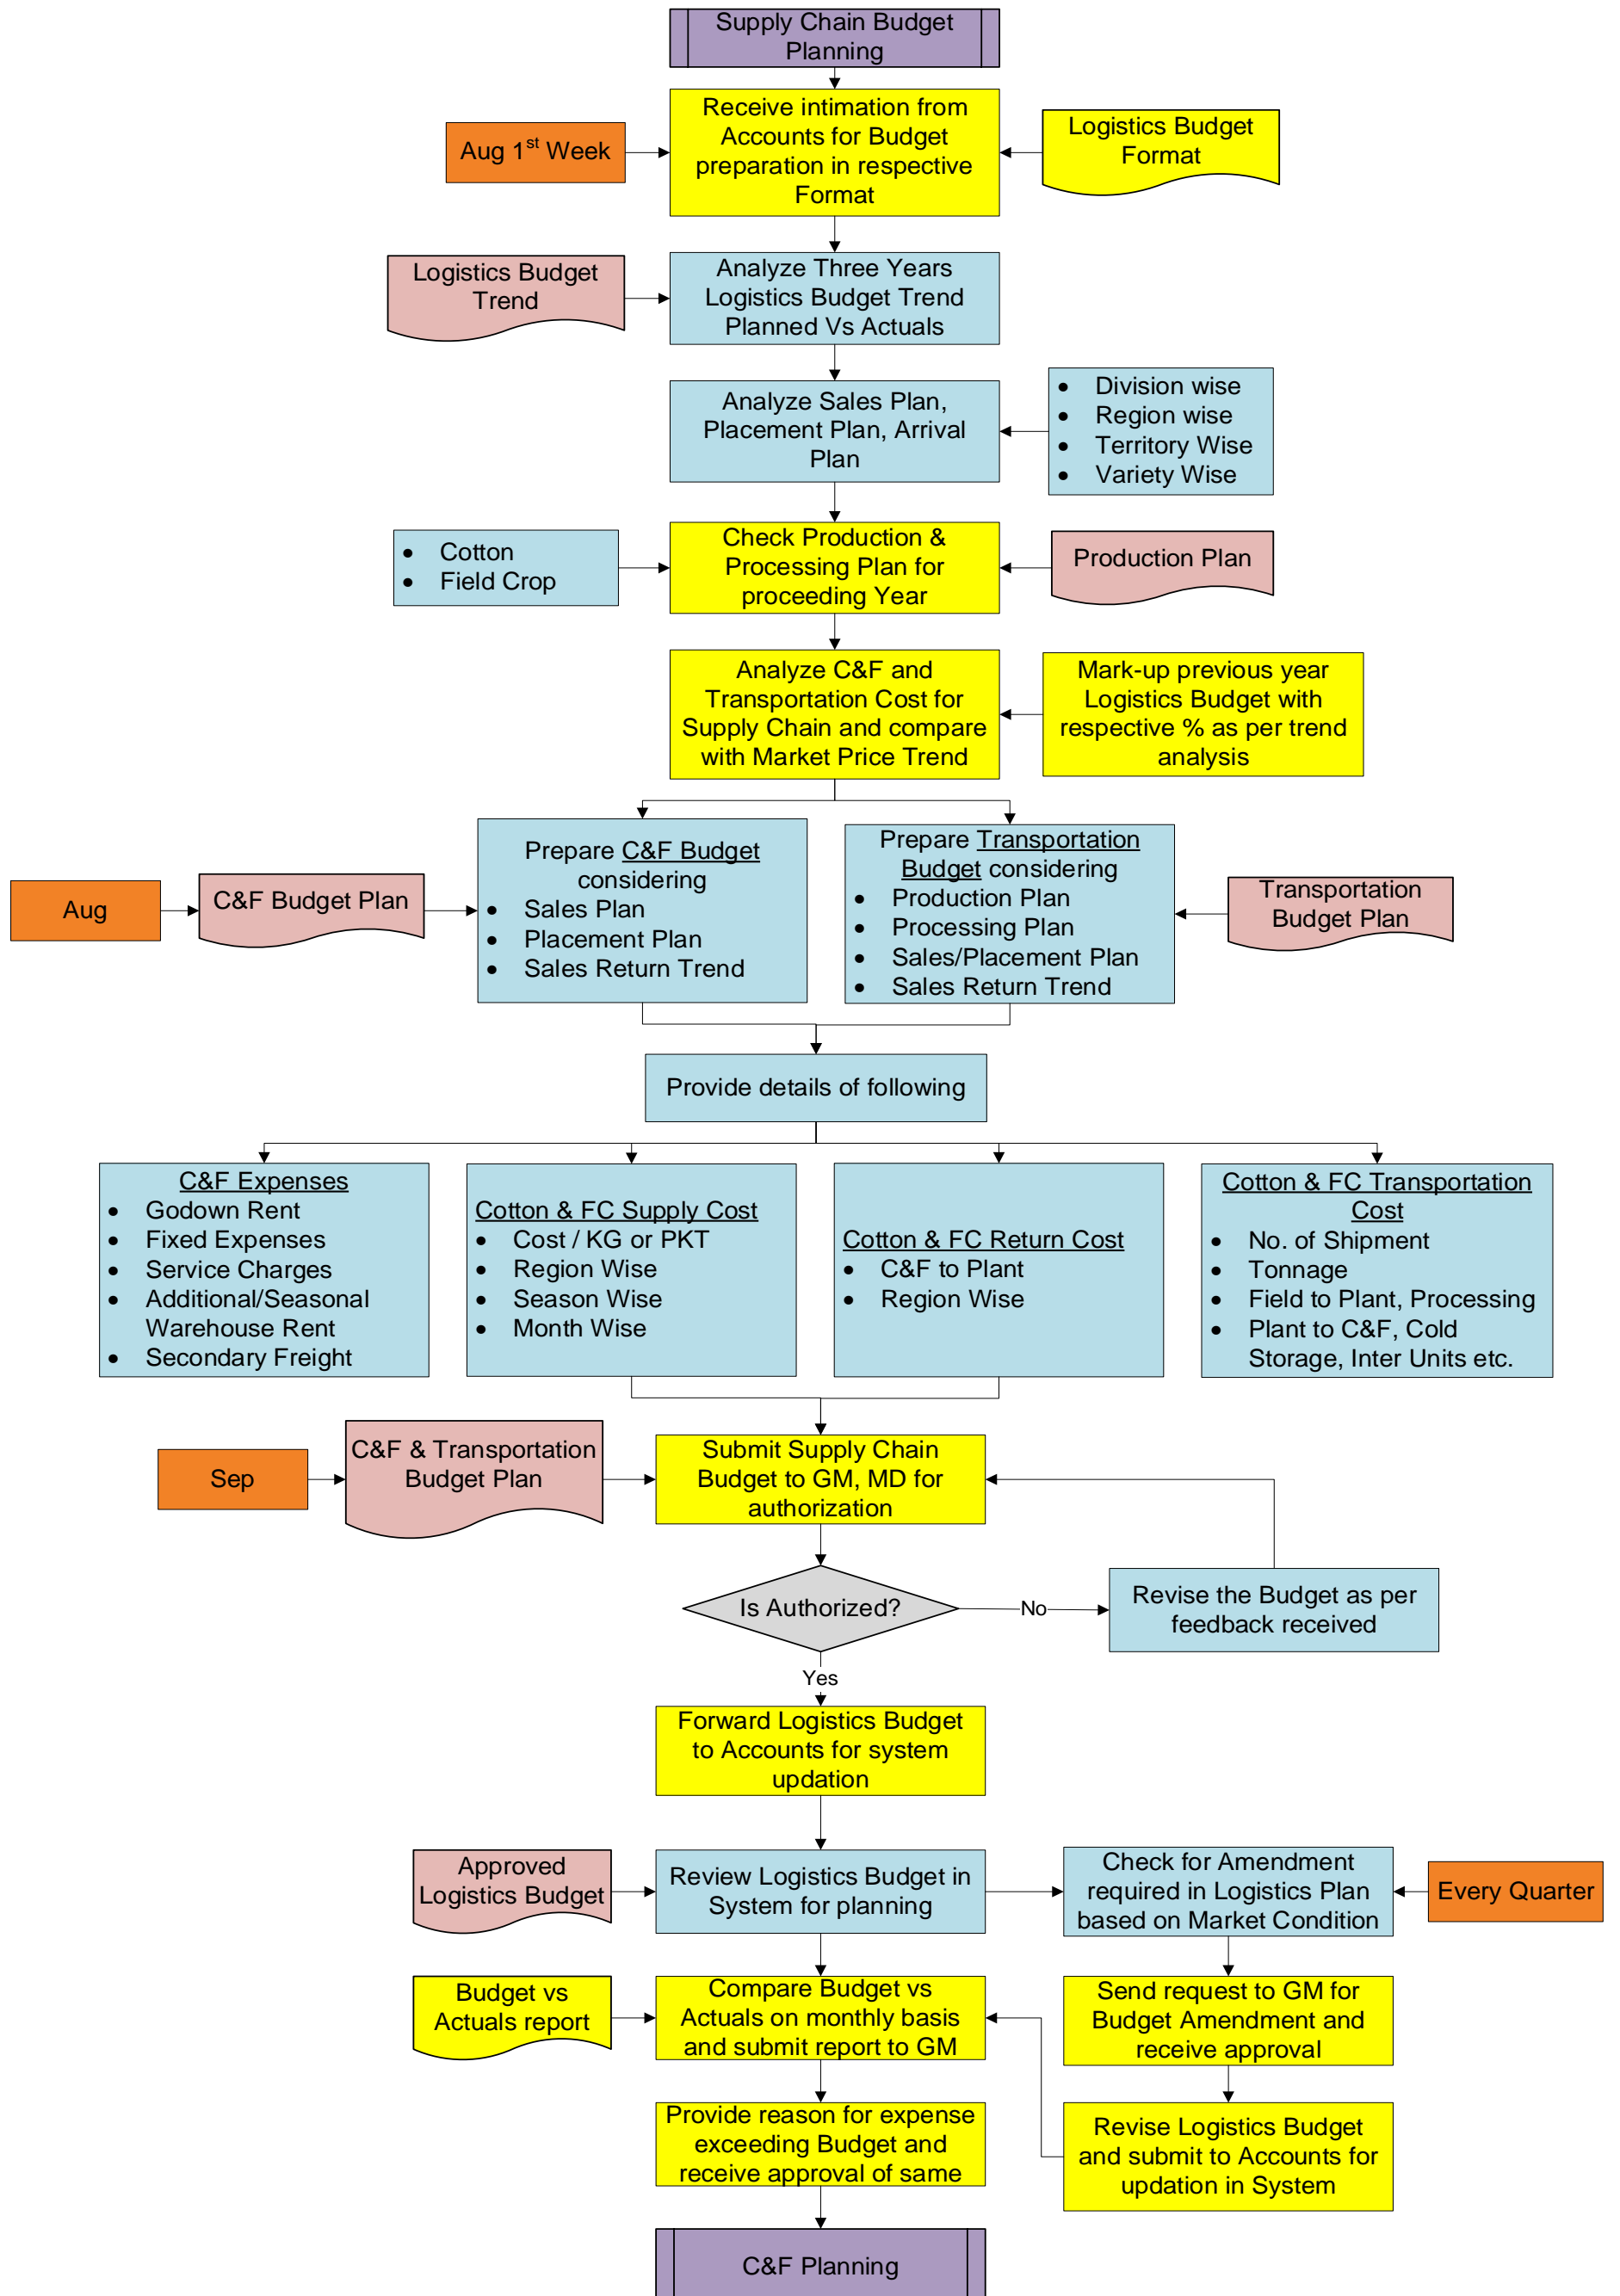 Supply Chain Budget
Planning
Aug 1st Week
Receive intimation from
Accounts for Budget
preparation in respective
Format
Logistics Budget
Format
Logistics Budget
Trend
Analyze Three Years
Logistics Budget Trend
Planned Vs Actuals
Analyze Sales Plan,
Placement Plan, Arrival
Plan
• Division wise
• Region wise
• Territory Wise
• Variety Wise
• Cotton
• Field Crop
Check Production &
Processing Plan for
proceeding Year
Production Plan
Analyze C&F and
Transportation Cost for
Supply Chain and compare
with Market Price Trend
Mark-up previous year
Logistics Budget with
respective % as per trend
analysis
Aug
C&F Budget Plan
Prepare C&F Budget
considering
• Sales Plan
• Placement Plan
• Sales Return Trend
Prepare Transportation
Budget considering
• Production Plan
• Processing Plan
• Sales/Placement Plan
• Sales Return Trend
Transportation
Budget Plan
Provide details of following
C&F Expenses
• Godown Rent
• Fixed Expenses
• Service Charges
• Additional/Seasonal
Warehouse Rent
• Secondary Freight
Cotton & FC Supply Cost
• Cost / KG or PKT
• Region Wise
• Season Wise
• Month Wise
Cotton & FC Return Cost
• C&F to Plant
• Region Wise
Cotton & FC Transportation
Cost
• No. of Shipment
• Tonnage
• Field to Plant, Processing
• Plant to C&F, Cold
Storage, Inter Units etc.
Sep
C&F & Transportation
Budget Plan
Submit Supply Chain
Budget to GM, MD for
authorization
Is Authorized?
No
Revise the Budget as per
feedback received
Yes
Forward Logistics Budget
to Accounts for system
updation
Approved
Logistics Budget
Review Logistics Budget in
System for planning
Check for Amendment
required in Logistics Plan
based on Market Condition
Every Quarter
Budget vs
Actuals report
Compare Budget vs
Actuals on monthly basis
and submit report to GM
Send request to GM for
Budget Amendment and
receive approval
Provide reason for expense
exceeding Budget and
receive approval of same
Revise Logistics Budget
and submit to Accounts for
updation in System
C&F Planning